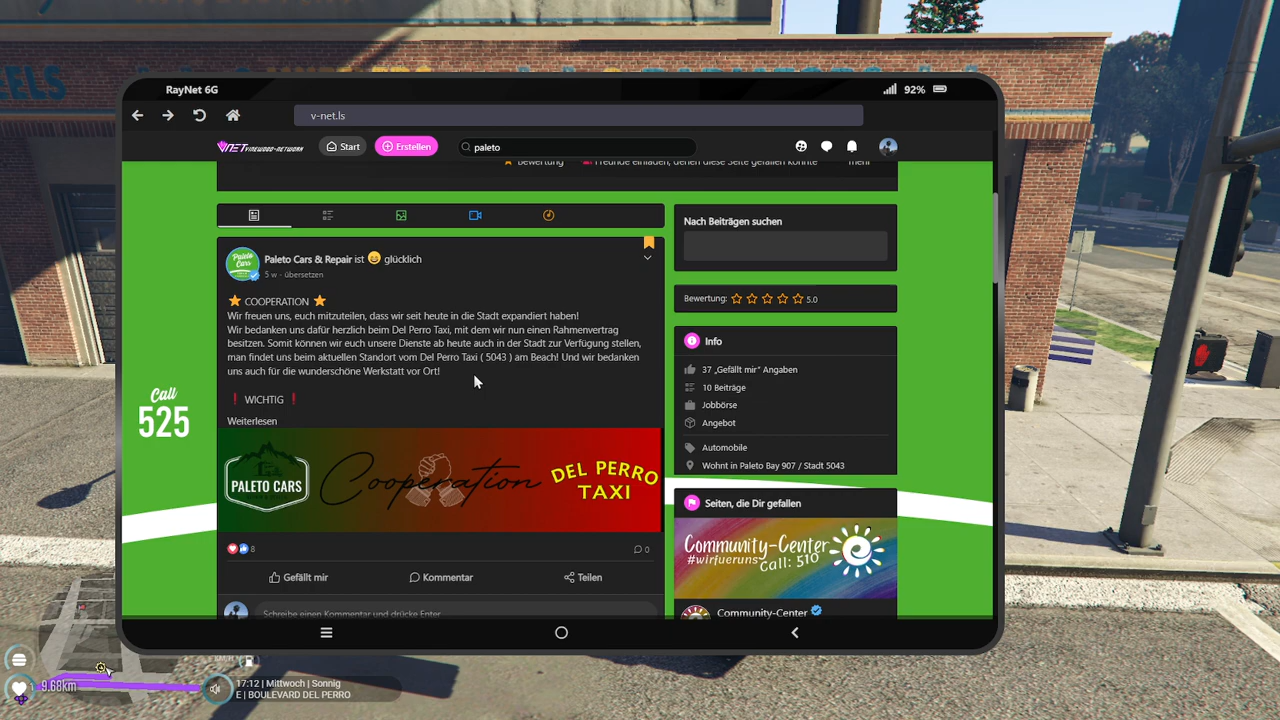 RayNet 6G
92%
v-net.ls
VNET VINEWOOD-NETWORK
Start
Erstellen
paleto
Bewertung
Freunde einladen, denen diese Seite gefallen könnte
mehr
Paleto Cars & Repair ist 😄 glücklich
5 w - übersetzen
⭐ COOPERATION ⭐
Wir freuen uns, euch mitzuteilen, dass wir seit heute in die Stadt expandiert haben!
Wir bedanken uns dafür herzlich beim Del Perro Taxi, mit dem wir nun einen Rahmenvertrag
besitzen. Somit können wir euch unsere Dienste ab heute auch in der Stadt zur Verfügung stellen,
man findet uns beim aktuellen Standort vom Del Perro Taxi ( 5043 ) am Beach! Und wir bedanken
uns auch für die wunderschöne Werkstatt vor Ort!
❗ WICHTIG ❗
Weiterlesen
PALETO CARS
Cooperation
DEL PERRO
TAXI
8
0
Gefällt mir
Kommentar
Teilen
Schreibe einen Kommentar und drücke Enter
Nach Beiträgen suchen
Bewertung:
5.0
Info
37 „Gefällt mir“ Angaben
10 Beiträge
Jobbörse
Angebot
Automobile
Wohnt in Paleto Bay 907 / Stadt 5043
Seiten, die Dir gefallen
Community-Center
#wirfuereuns
call: 510
Community-Center
Call
525
9.68km
17:12 | Mittwoch | Sonnig
E | BOULEVARD DEL PERRO